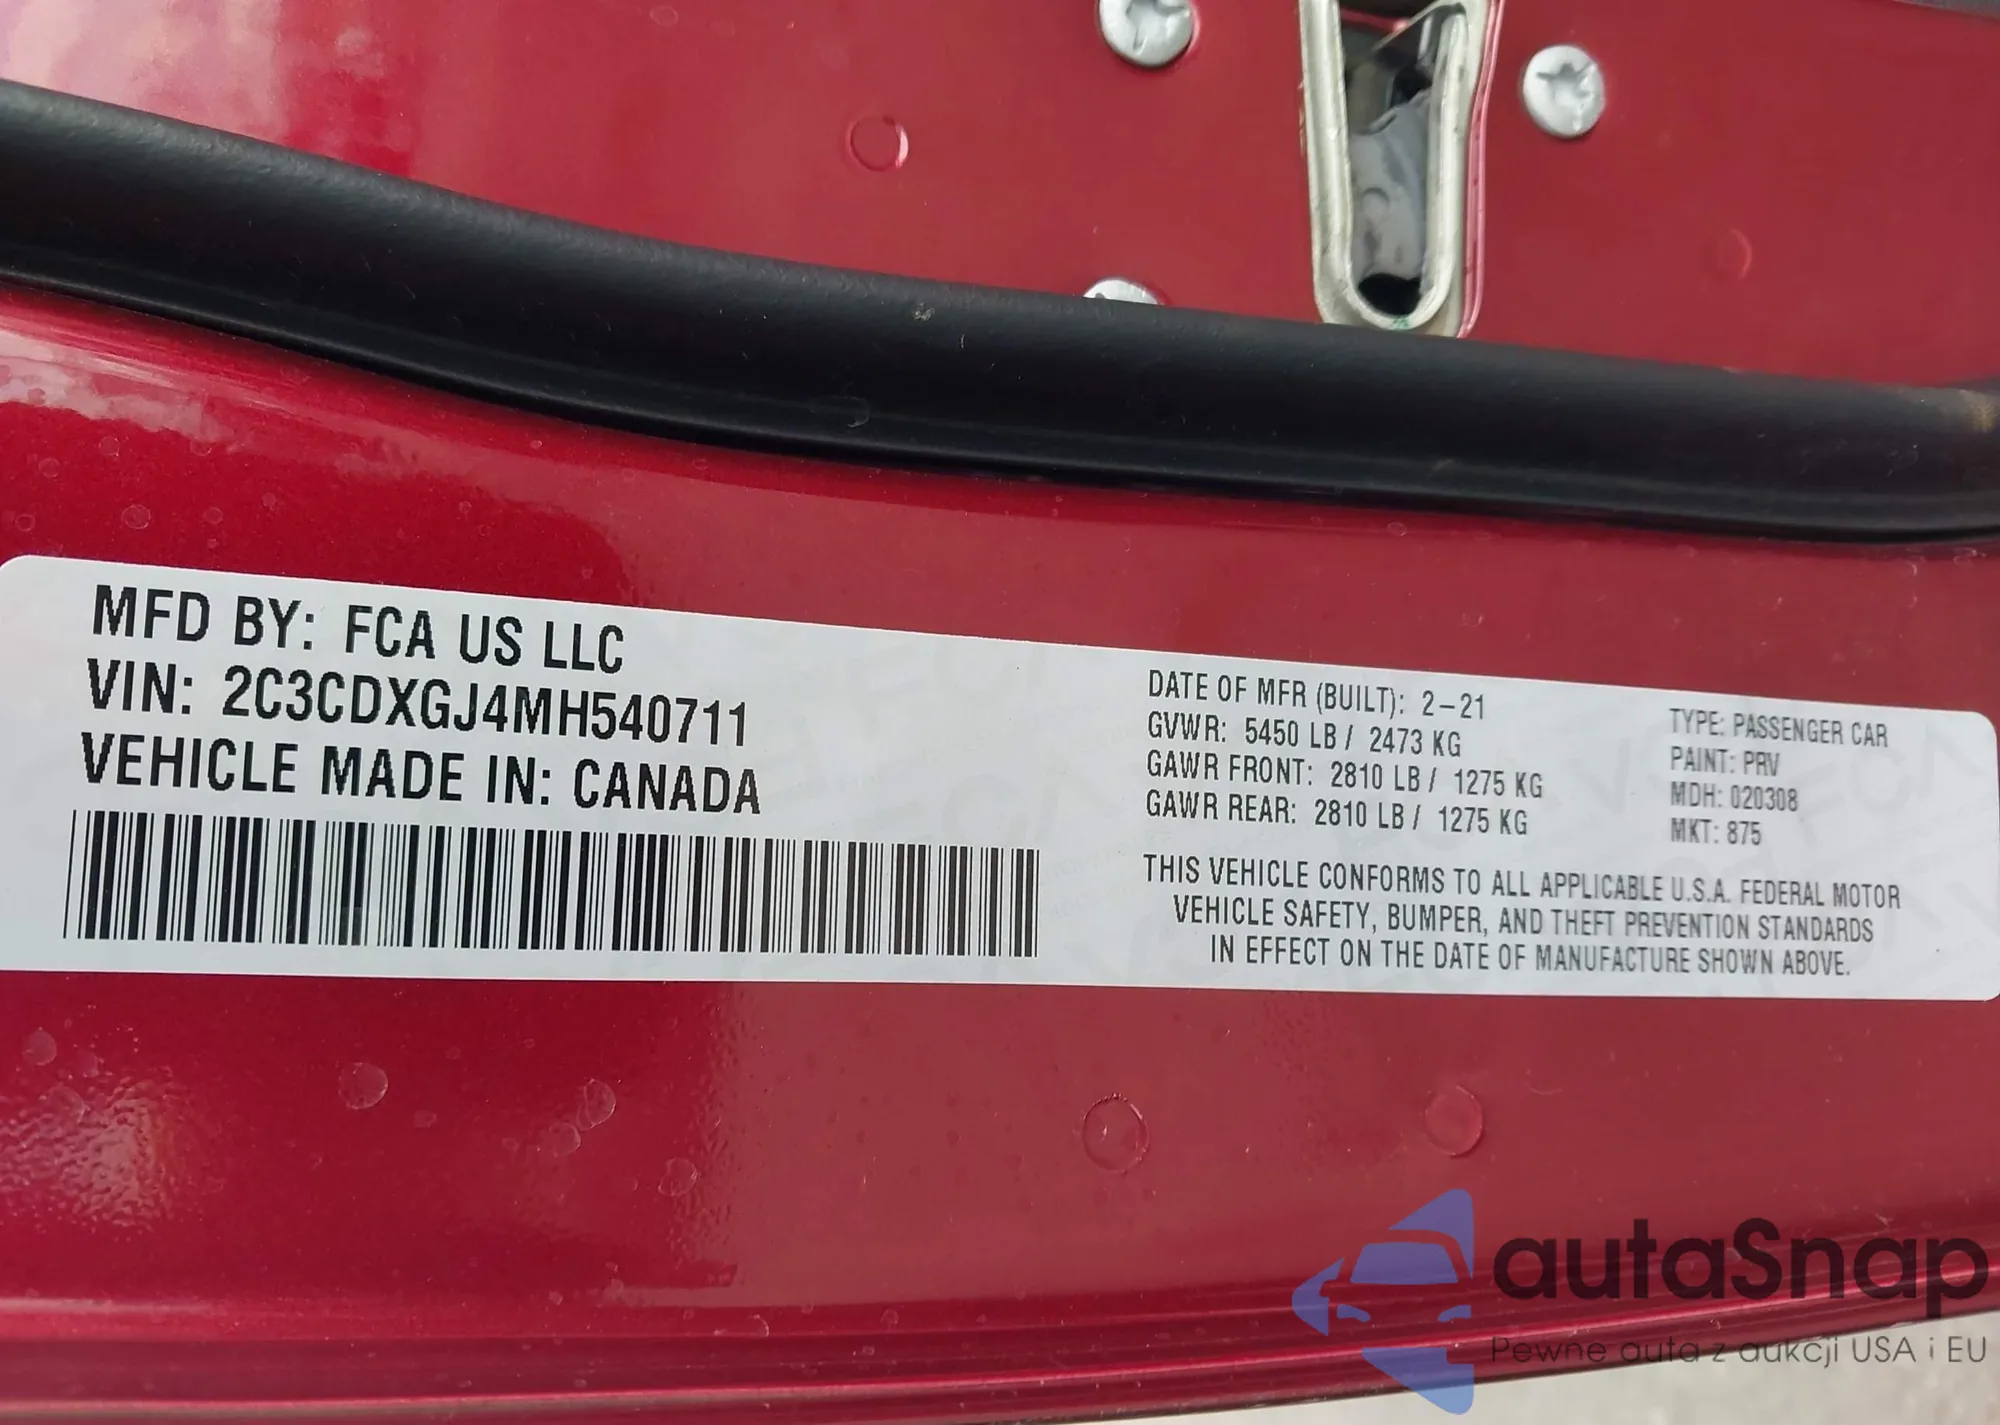 MFD BY: FCA US LLC
VIN: 2C3CDXGJ4MH540711
VEHICLE MADE IN: CANADA
DATE OF MFR (BUILT): 2-21
GVWR: 5450 LB / 2473 KG
GAWR FRONT: 2810 LB / 1275 KG
GAWR REAR: 2810 LB / 1275 KG
TYPE: PASSENGER CAR
PAINT: PRV
MDH: 020308
MKT: 875
THIS VEHICLE CONFORMS TO ALL APPLICABLE U.S.A. FEDERAL MOTOR
VEHICLE SAFETY, BUMPER, AND THEFT PREVENTION STANDARDS
IN EFFECT ON THE DATE OF MANUFACTURE SHOWN ABOVE.
autaSnap
Pewne auta z aukcji USA i EU